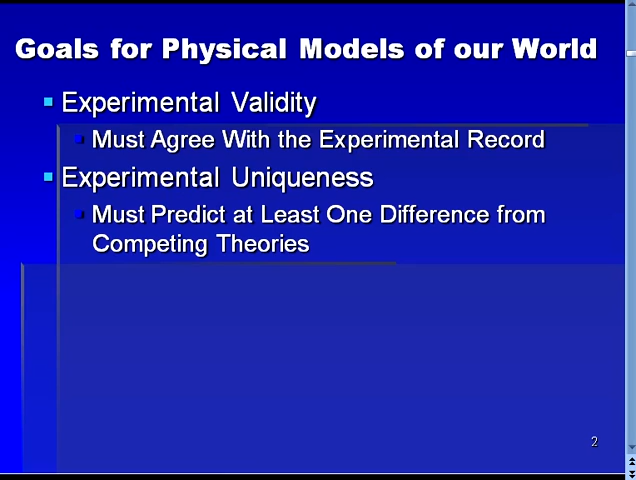 Goals for Physical Models of our World
Experimental Validity
Must Agree With the Experimental Record
Experimental Uniqueness
Must Predict at Least One Difference from
Competing Theories
2